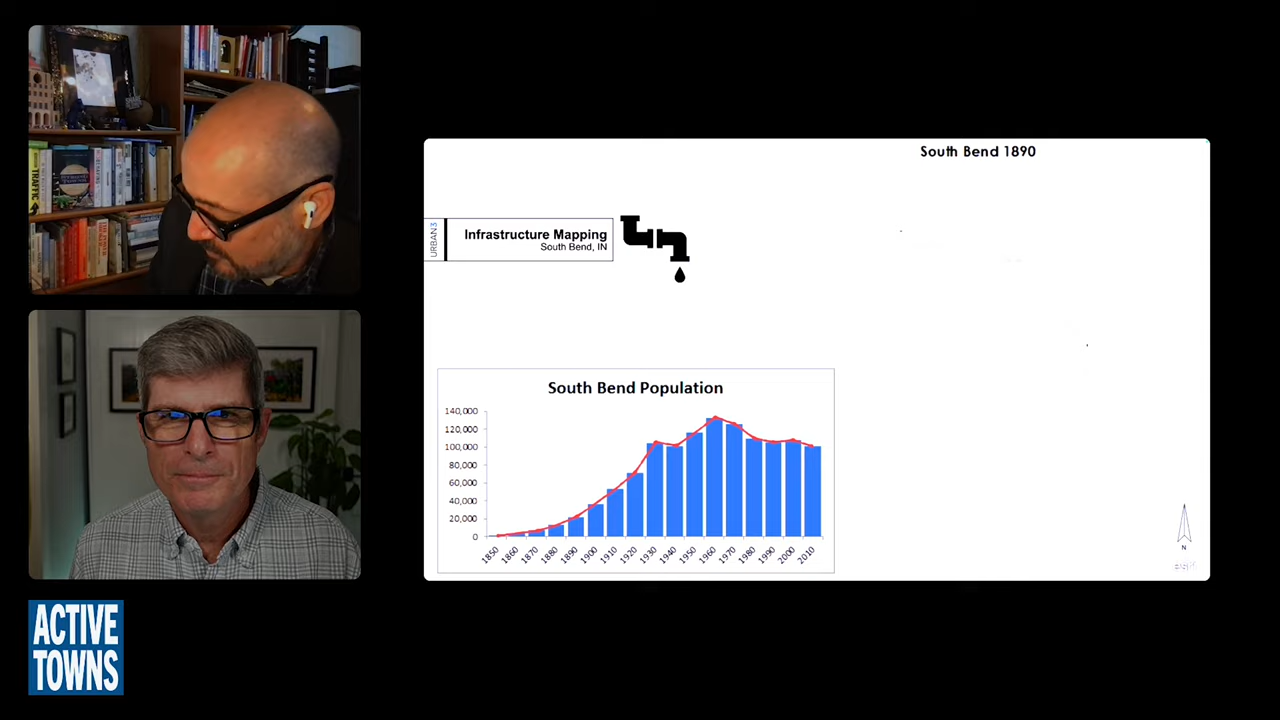 TRAFFIC
South Bend 1890
URBAN3
Infrastructure Mapping
South Bend, IN
South Bend Population
140,000
120,000
100,000
80,000
60,000
40,000
20,000
0
1850
1860
1870
1880
1890
1900
1910
1920
1930
1940
1950
1960
1970
1980
1990
2000
2010
N
ACTIVE
TOWNS